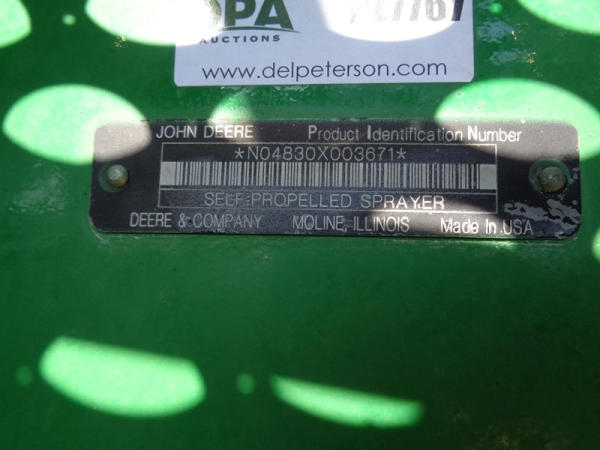 DPA
AUCTIONS
www.delpeterson.com
JOHN DEERE Product Identification Number
*N04830X003671*
SELF-PROPELLED SPRAYER
DEERE & COMPANY MOLINE, ILLINOIS Made In USA